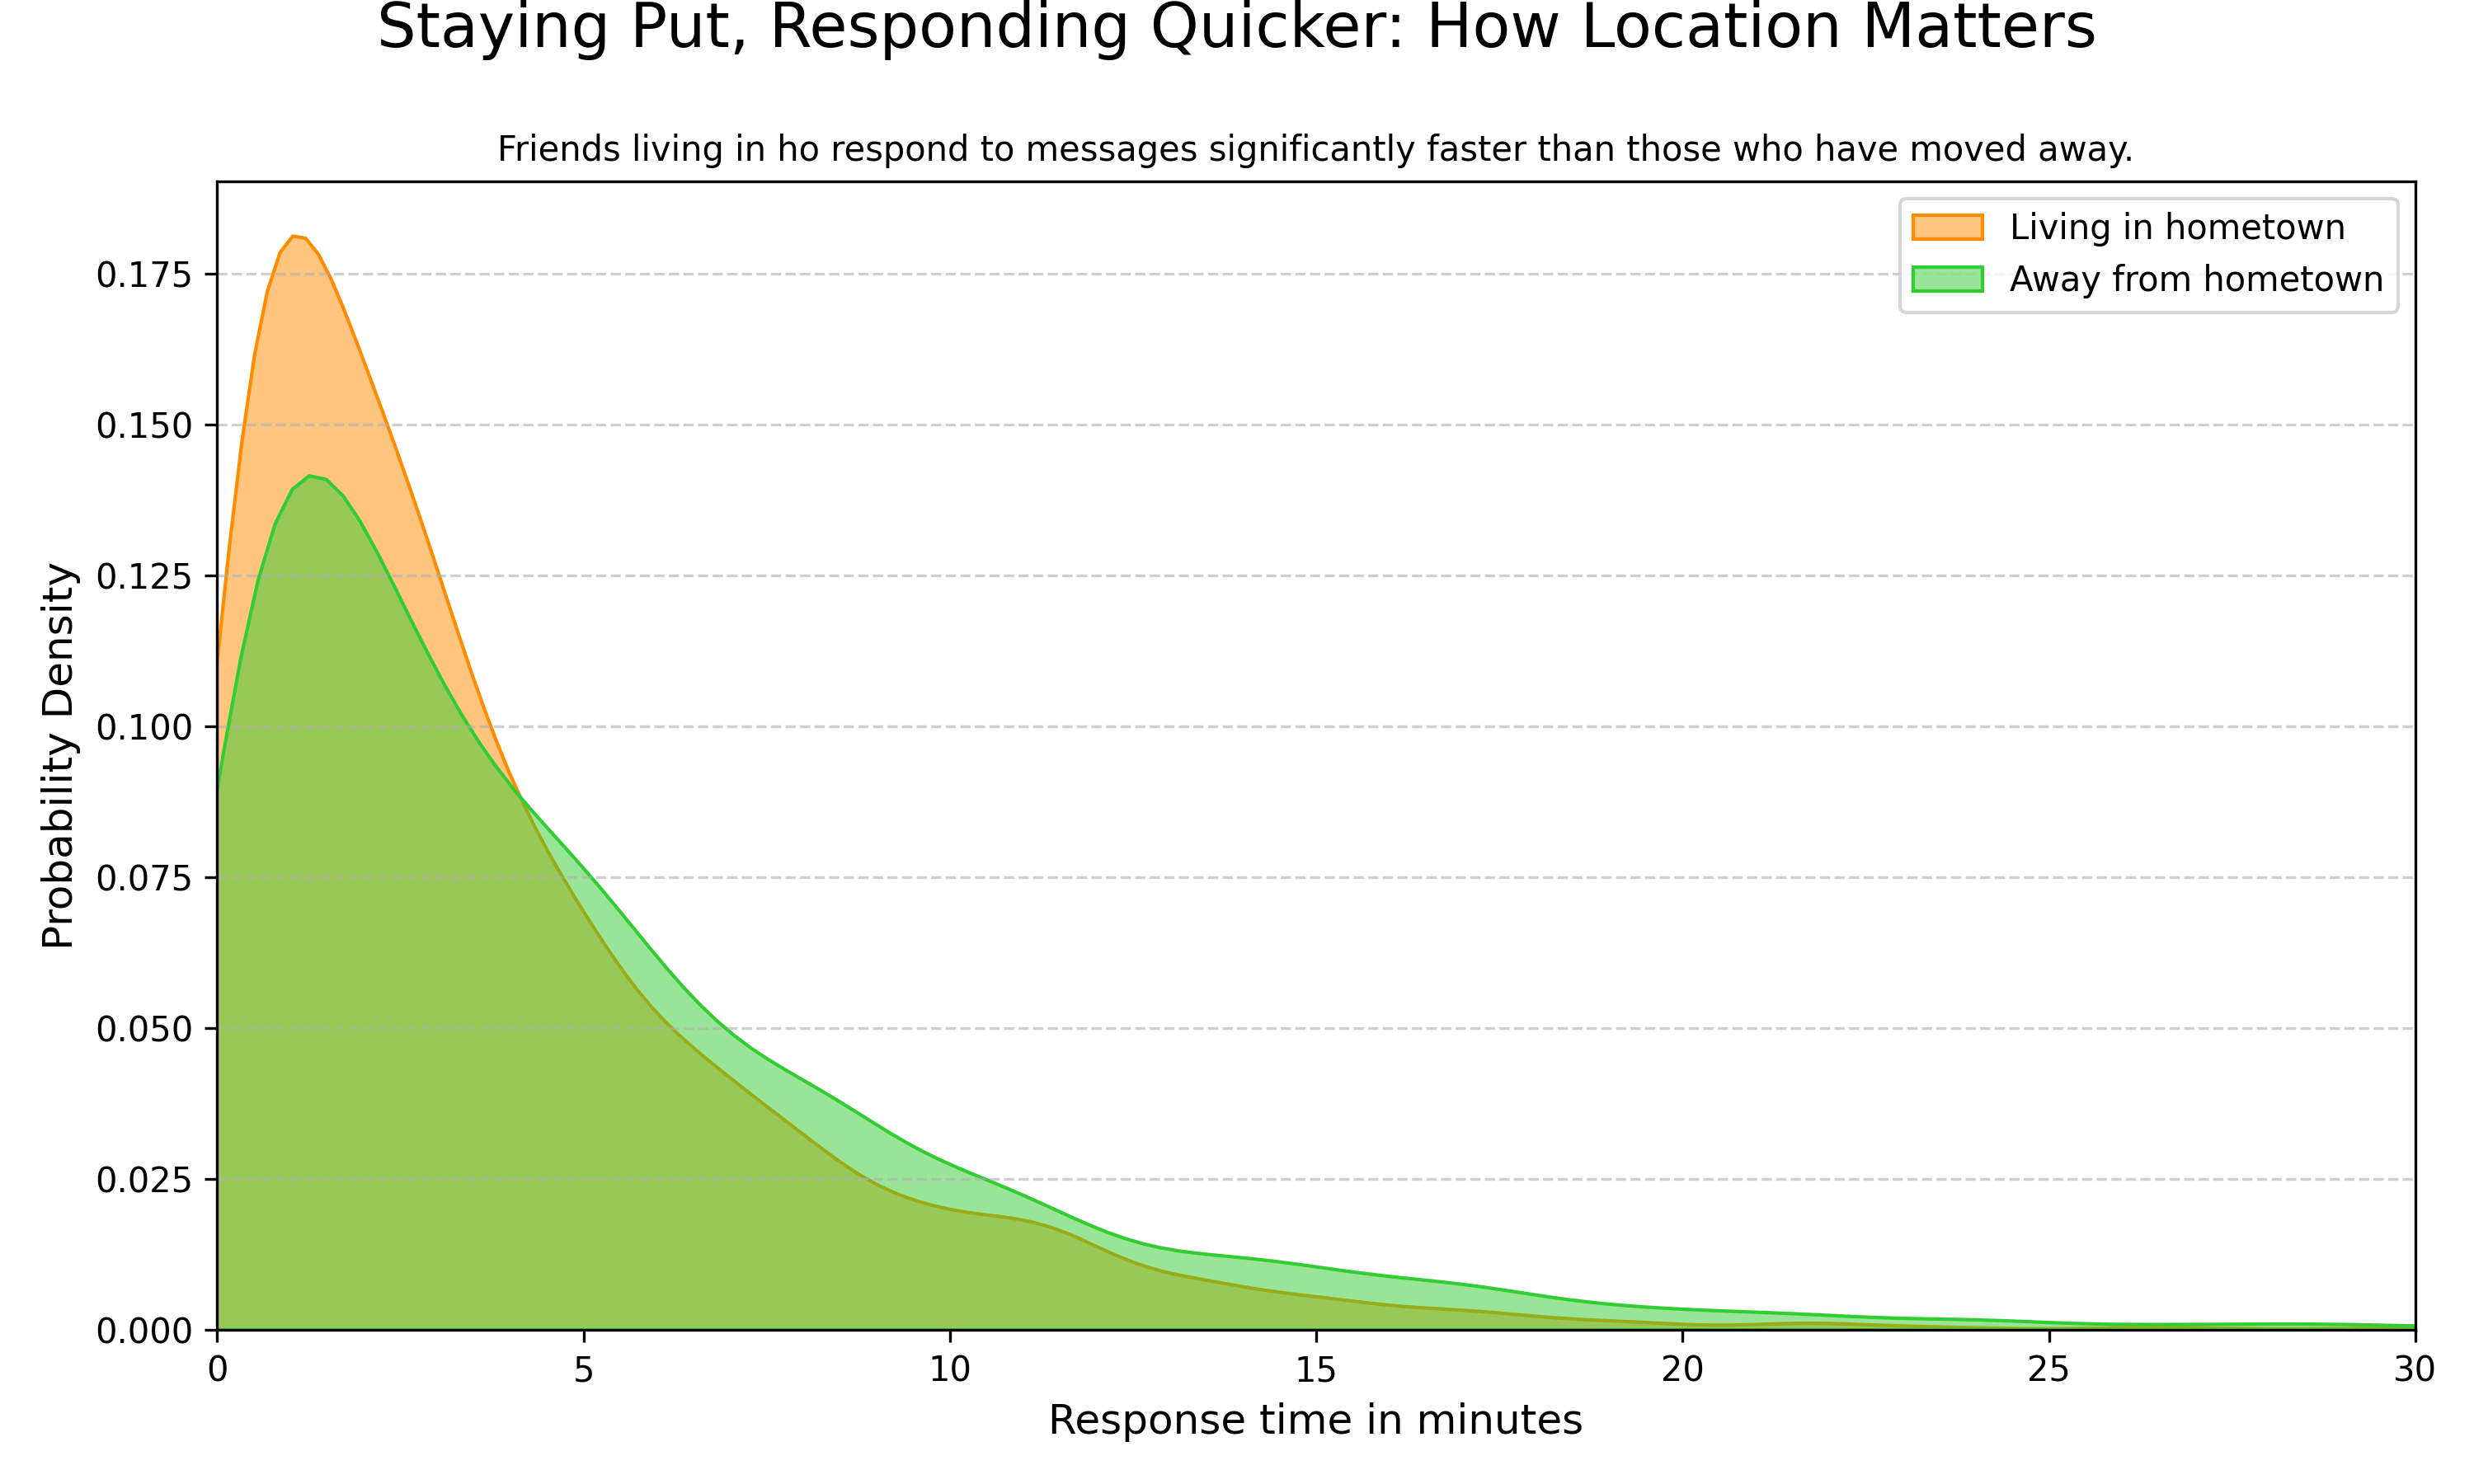 Staying Put, Responding Quicker: How Location Matters
Friends living in ho respond to messages significantly faster than those who have moved away.
Living in hometown
Away from hometown
Probability Density
0.175
0.150
0.125
0.100
0.075
0.050
0.025
0.000
0 5 10 15 20 25 30
Response time in minutes